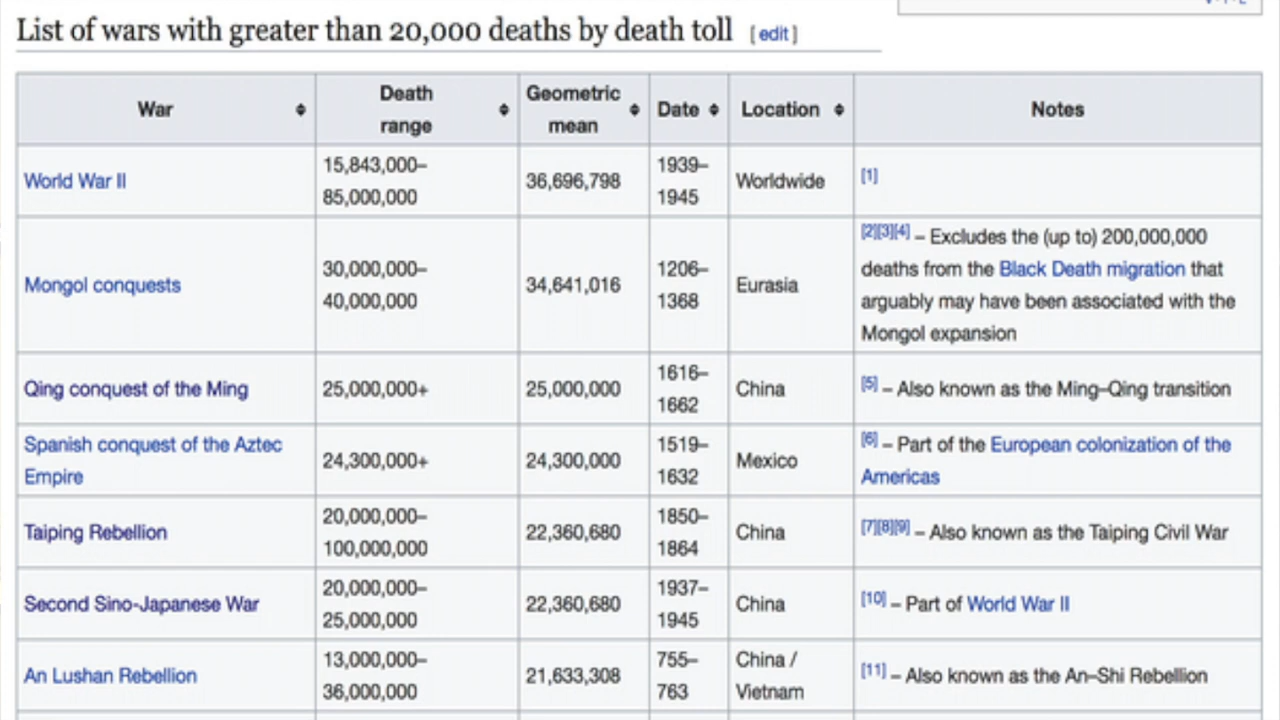 List of wars with greater than 20,000 deaths by death toll [edit]
War
Death range
Geometric mean
Date
Location
Notes
World War II
15,843,000–
85,000,000
36,696,798
1939–
1945
Worldwide
[1]
Mongol conquests
30,000,000–
40,000,000
34,641,016
1206–
1368
Eurasia
[2][3][4] – Excludes the (up to) 200,000,000
deaths from the Black Death migration that
arguably may have been associated with the
Mongol expansion
Qing conquest of the Ming
25,000,000+
25,000,000
1616–
1662
China
[5] – Also known as the Ming–Qing transition
Spanish conquest of the Aztec
Empire
24,300,000+
24,300,000
1519–
1632
Mexico
[6] – Part of the European colonization of the
Americas
Taiping Rebellion
20,000,000–
100,000,000
22,360,680
1850–
1864
China
[7][8][9] – Also known as the Taiping Civil War
Second Sino-Japanese War
20,000,000–
25,000,000
22,360,680
1937–
1945
China
[10] – Part of World War II
An Lushan Rebellion
13,000,000–
36,000,000
21,633,308
755–
763
China /
Vietnam
[11] – Also known as the An–Shi Rebellion